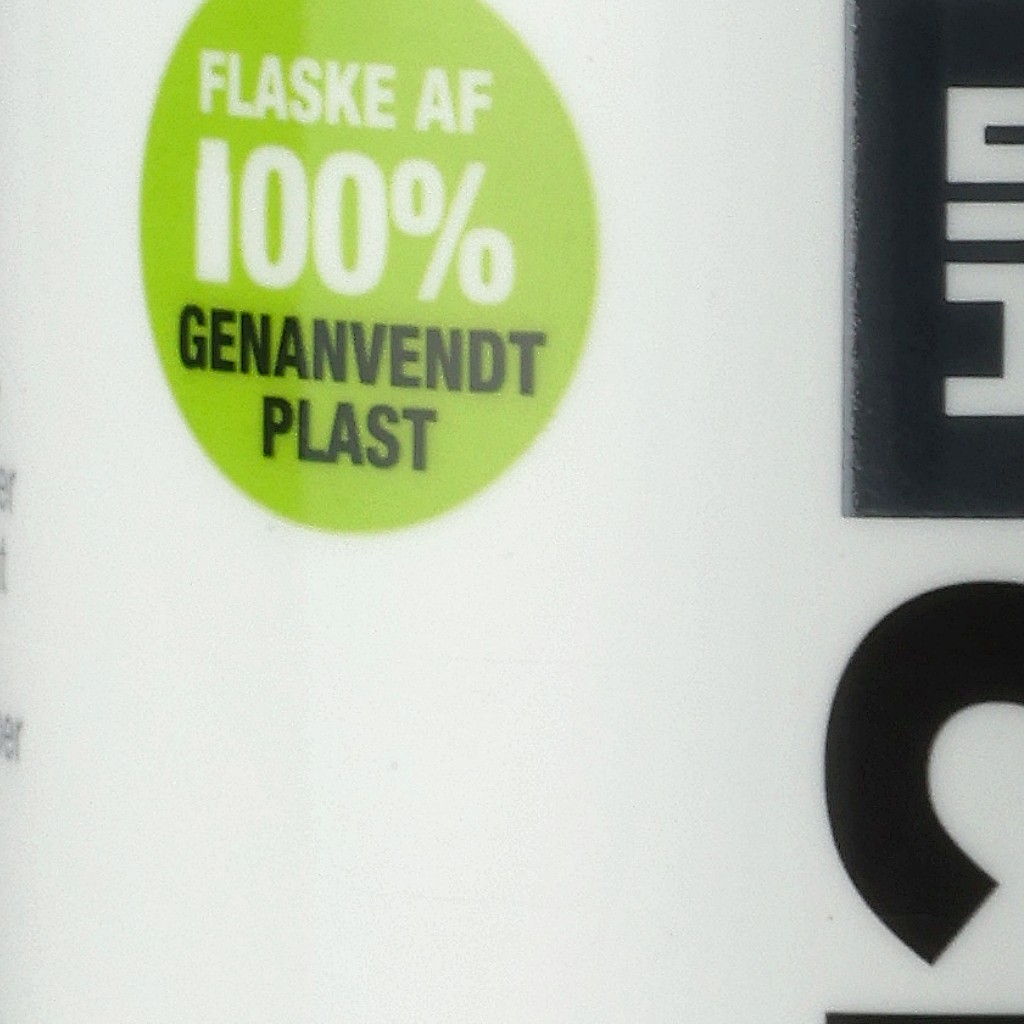 FLASKE AF
100%
GENANVENDT
PLAST